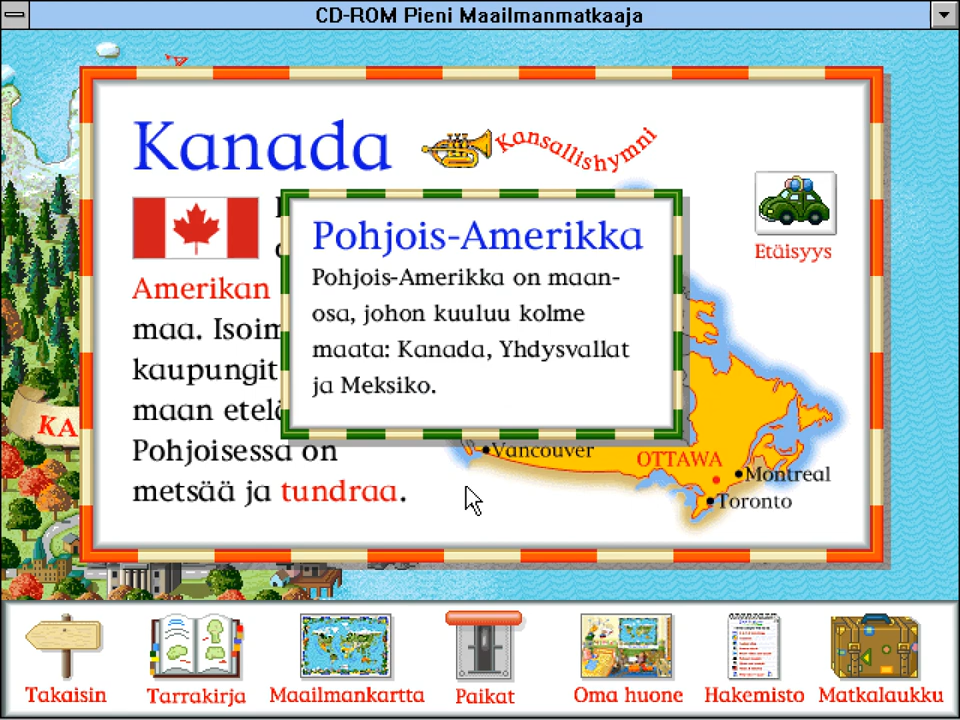 CD-ROM Pieni Maailmanmatkaaja
Kanada
Kansallishymni
Etäisyys
Amerikan
maa. Isoim
kaupungit
maan etelä
Pohjoisessa on
metsää ja tundraa.
Pohjois-Amerikka
Pohjois-Amerikka on maan-
osa, johon kuuluu kolme
maata: Kanada, Yhdysvallat
ja Meksiko.
KA
Vancouver
OTTAWA
Montreal
Toronto
Takaisin
Tarrakirja
Maailmankartta
Paikat
Oma huone
Hakemisto
Matkalaukku